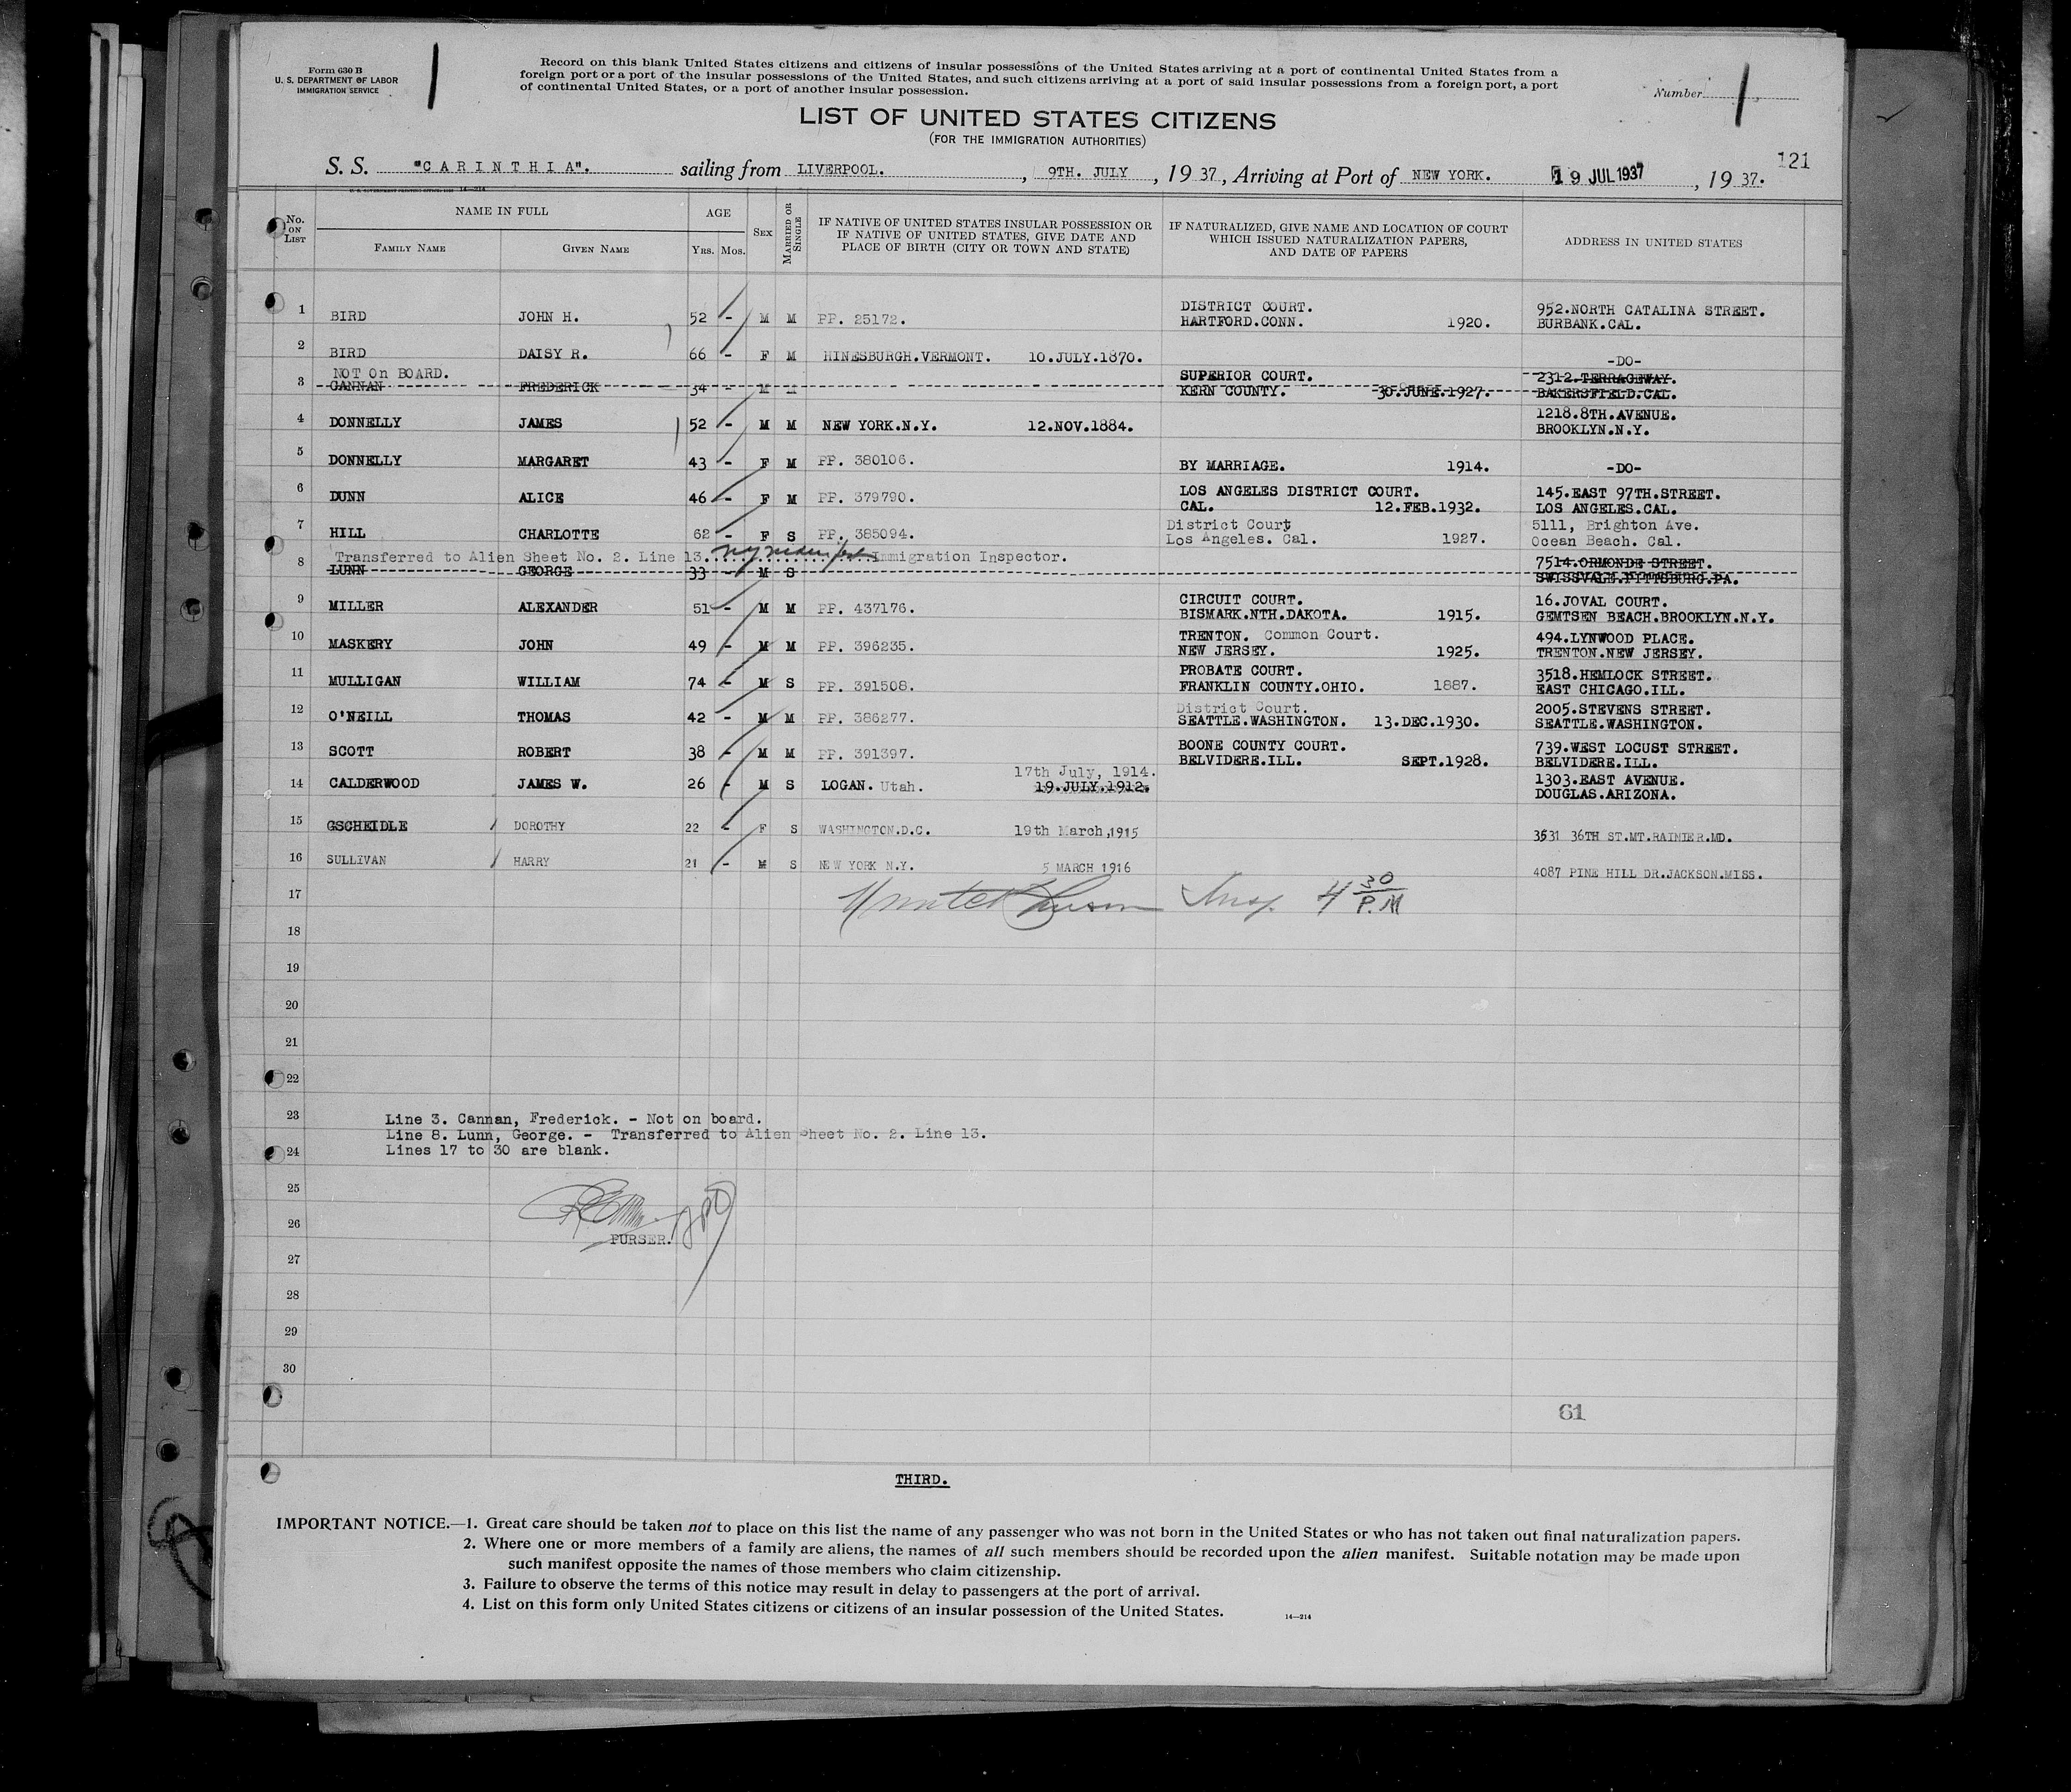 Form 630 B
U. S. DEPARTMENT OF LABOR
IMMIGRATION SERVICE
Record on this blank United States citizens and citizens of insular possessions of the United States arriving at a port of continental United States from a
foreign port or a port of the insular possessions of the United States, and such citizens arriving at a port of said insular possessions from a foreign port, a port
of continental United States, or a port of another insular possession.
Number 1
LIST OF UNITED STATES CITIZENS
(FOR THE IMMIGRATION AUTHORITIES)
121
S. S. "CARINTHIA". sailing from LIVERPOOL. , 9TH. JULY , 19 37 , Arriving at Port of NEW YORK. 19 JUL 1937 , 19 37.
No. ON LIST
NAME IN FULL
FAMILY NAME GIVEN NAME
AGE
YRS. MOS.
SEX
MARRIED OR SINGLE
IF NATIVE OF UNITED STATES INSULAR POSSESSION OR
IF NATIVE OF UNITED STATES, GIVE DATE AND
PLACE OF BIRTH (CITY OR TOWN AND STATE)
IF NATURALIZED, GIVE NAME AND LOCATION OF COURT
WHICH ISSUED NATURALIZATION PAPERS,
AND DATE OF PAPERS
ADDRESS IN UNITED STATES
DISTRICT COURT. 952.NORTH CATALINA STREET.
1 BIRD JOHN H. 52 - M M PP. 25172. HARTFORD.CONN. 1920. BURBANK.CAL.
2 BIRD DAISY R. 66 - F M HINESBURGH.VERMONT. 10.JULY.1870. -DO-
NOT On BOARD. SUPERIOR COURT. 2312.TERRACEWAY.
3 CANNAN FREDERICK 34 - M M KERN COUNTY. 30.JUNE.1927. BAKERSFIELD.CAL.
1218.8TH.AVENUE.
4 DONNELLY JAMES 52 - M M NEW YORK.N.Y. 12.NOV.1884. BROOKLYN.N.Y.
5 DONNELLY MARGARET 43 - F M PP. 380106. BY MARRIAGE. 1914. -DO-
LOS ANGELES DISTRICT COURT. 145.EAST 97TH.STREET.
6 DUNN ALICE 46 - F M PP. 379790. CAL. 12.FEB.1932. LOS ANGELES.CAL.
District Court 5111, Brighton Ave.
7 HILL CHARLOTTE 62 - F S PP. 385094. Los Angeles. Cal. 1927. Ocean Beach. Cal.
Transferred to Alien Sheet No. 2. Line 13. Immigration Inspector. 7514.ORMONDE STREET.
8 LUNN GEORGE 33 - M S SWISSVALE.PITTSBURG.PA.
CIRCUIT COURT. 16.JOVAL COURT.
9 MILLER ALEXANDER 51 - M M PP. 437176. BISMARK.NTH.DAKOTA. 1915. GEMTSEN BEACH.BROOKLYN.N.Y.
TRENTON. Common Court. 494.LYNWOOD PLACE.
10 MASKERY JOHN 49 - M M PP. 396235. NEW JERSEY. 1925. TRENTON.NEW JERSEY.
PROBATE COURT. 3518.HEMLOCK STREET.
11 MULLIGAN WILLIAM 74 - M S PP. 391508. FRANKLIN COUNTY.OHIO. 1887. EAST CHICAGO.ILL.
District Court. 2005.STEVENS STREET.
12 O'NEILL THOMAS 42 - M M PP. 386277. SEATTLE.WASHINGTON. 13.DEC.1930. SEATTLE.WASHINGTON.
BOONE COUNTY COURT. 739.WEST LOCUST STREET.
13 SCOTT ROBERT 38 - M M PP. 391397. BELVIDERE.ILL. SEPT.1928. BELVIDERE.ILL.
17th July, 1914. 1303.EAST AVENUE.
14 CALDERWOOD JAMES W. 26 - M S LOGAN. Utah. 19.JULY.1912. DOUGLAS.ARIZONA.
15 GSCHEIDLE DOROTHY 22 - F S WASHINGTON.D.C. 19th March,1915 3531 36TH ST.MT.RAINIER.MD.
16 SULLIVAN HARRY 21 - M S NEW YORK N.Y. 5 MARCH 1916 4087 PINE HILL DR.JACKSON.MISS.
17 4 30 P.M
18
19
20
21
22
23 Line 3. Cannan, Frederick. - Not on board.
Line 8. Lunn, George. - Transferred to Alien Sheet No. 2. Line 13.
24 Lines 17 to 30 are blank.
25
26
PURSER.
27
28
29
30
61
THIRD.
IMPORTANT NOTICE.—1. Great care should be taken not to place on this list the name of any passenger who was not born in the United States or who has not taken out final naturalization papers.
2. Where one or more members of a family are aliens, the names of all such members should be recorded upon the alien manifest. Suitable notation may be made upon
such manifest opposite the names of those members who claim citizenship.
3. Failure to observe the terms of this notice may result in delay to passengers at the port of arrival.
4. List on this form only United States citizens or citizens of an insular possession of the United States.
14—214